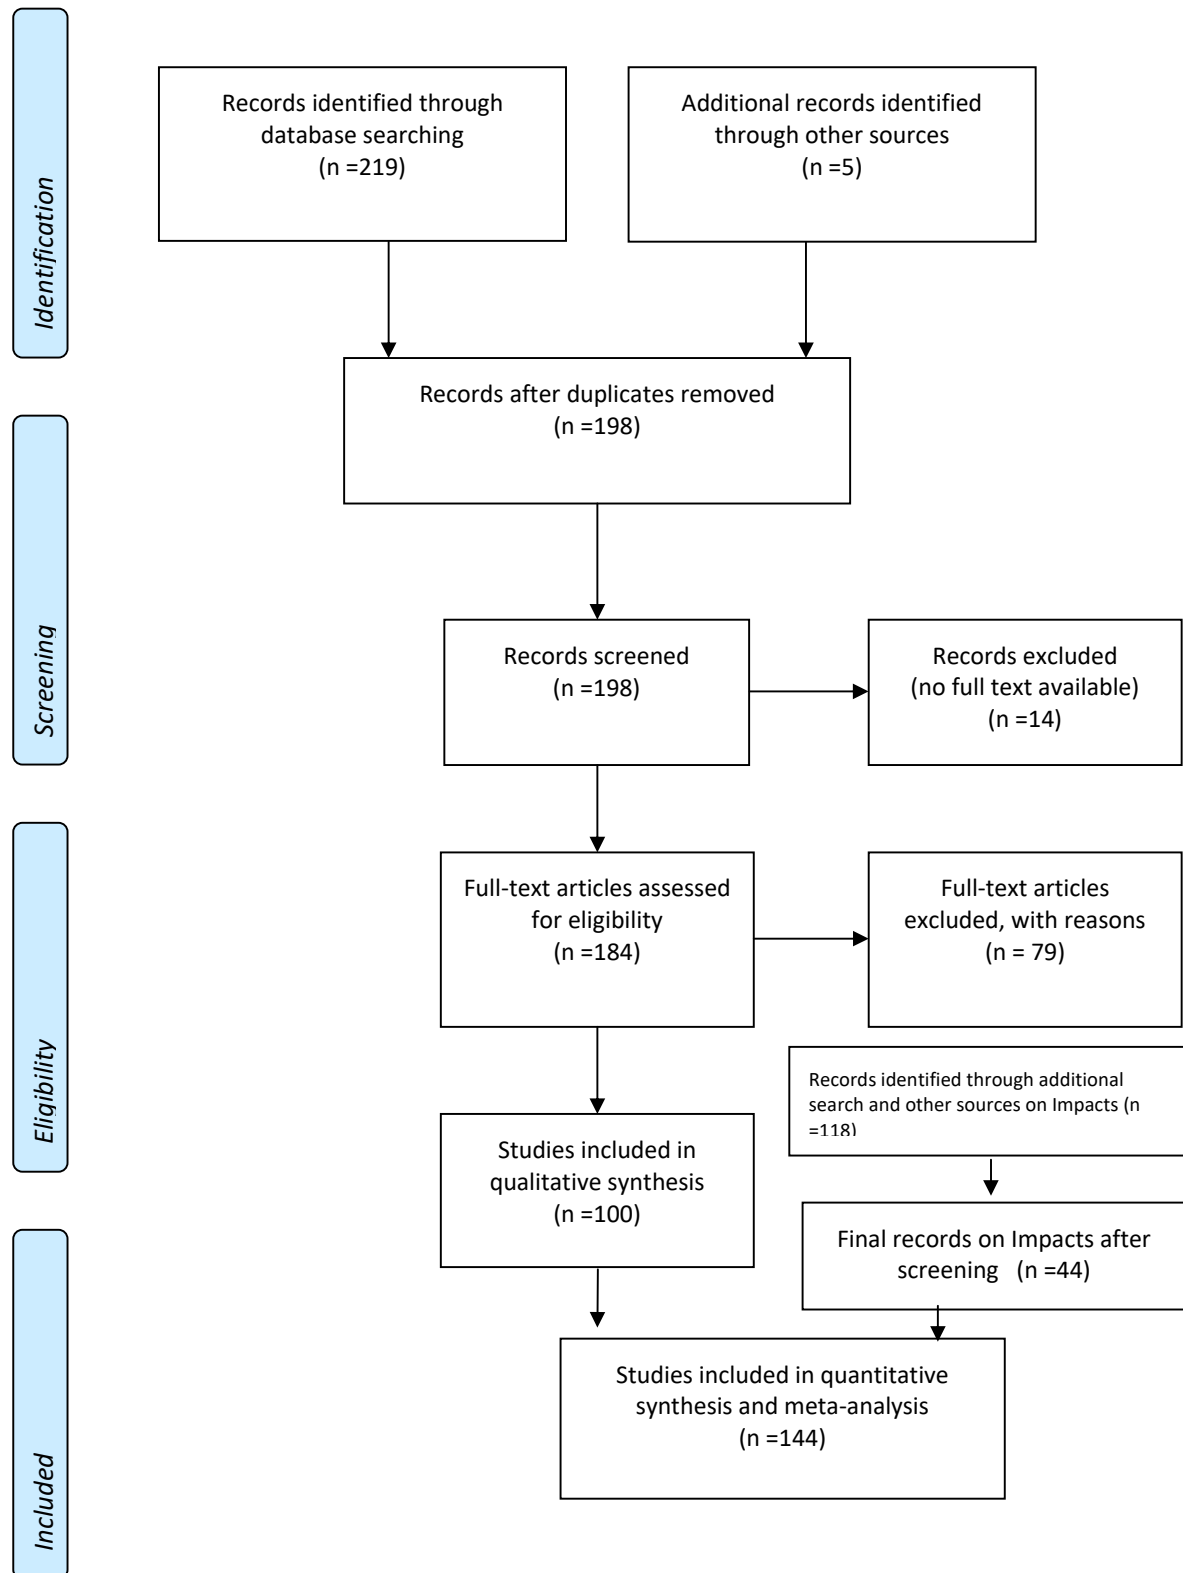 Identification
Records identified through
database searching
(n =219)
Additional records identified
through other sources
(n =5)
Records after duplicates removed
(n =198)
Screening
Records screened
(n =198)
Records excluded
(no full text available)
(n =14)
Eligibility
Full-text articles assessed
for eligibility
(n =184)
Full-text articles
excluded, with reasons
(n = 79)
Records identified through additional
search and other sources on Impacts (n
=118)
Studies included in
qualitative synthesis
(n =100)
Final records on Impacts after
screening   (n =44)
Included
Studies included in quantitative
synthesis and meta-analysis
(n =144)